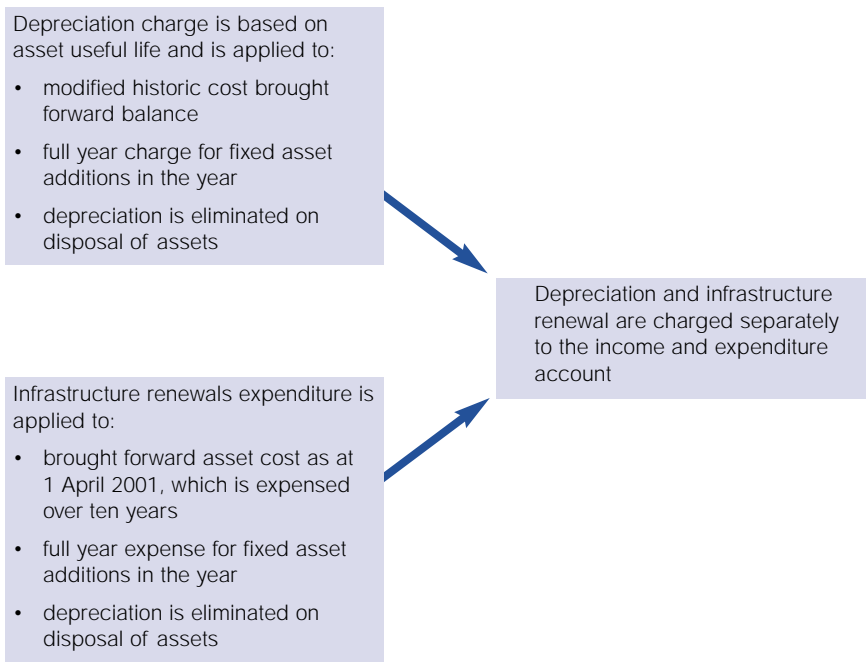 Depreciation charge is based on
asset useful life and is applied to:
• modified historic cost brought
forward balance
• full year charge for fixed asset
additions in the year
• depreciation is eliminated on
disposal of assets
Depreciation and infrastructure
renewal are charged separately
to the income and expenditure
account
Infrastructure renewals expenditure is
applied to:
• brought forward asset cost as at
1 April 2001, which is expensed
over ten years
• full year expense for fixed asset
additions in the year
• depreciation is eliminated on
disposal of assets